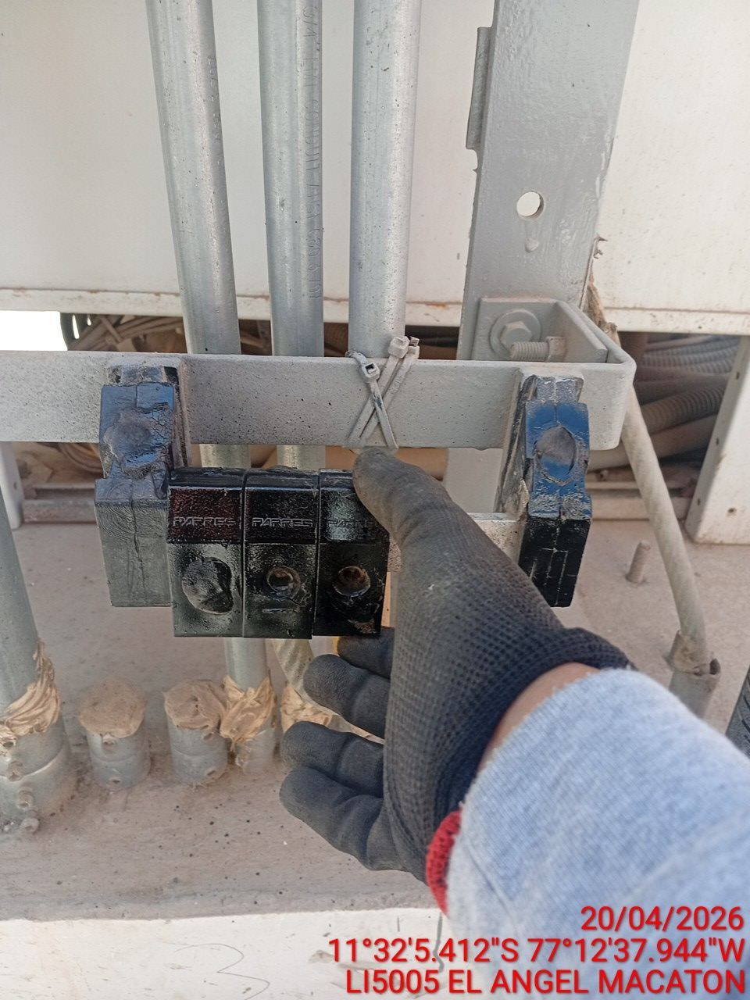 PARRES PARRES PARRES
20/04/2026
11°32'5.412"S 77°12'37.944"W
LI5005 EL ANGEL MACATON